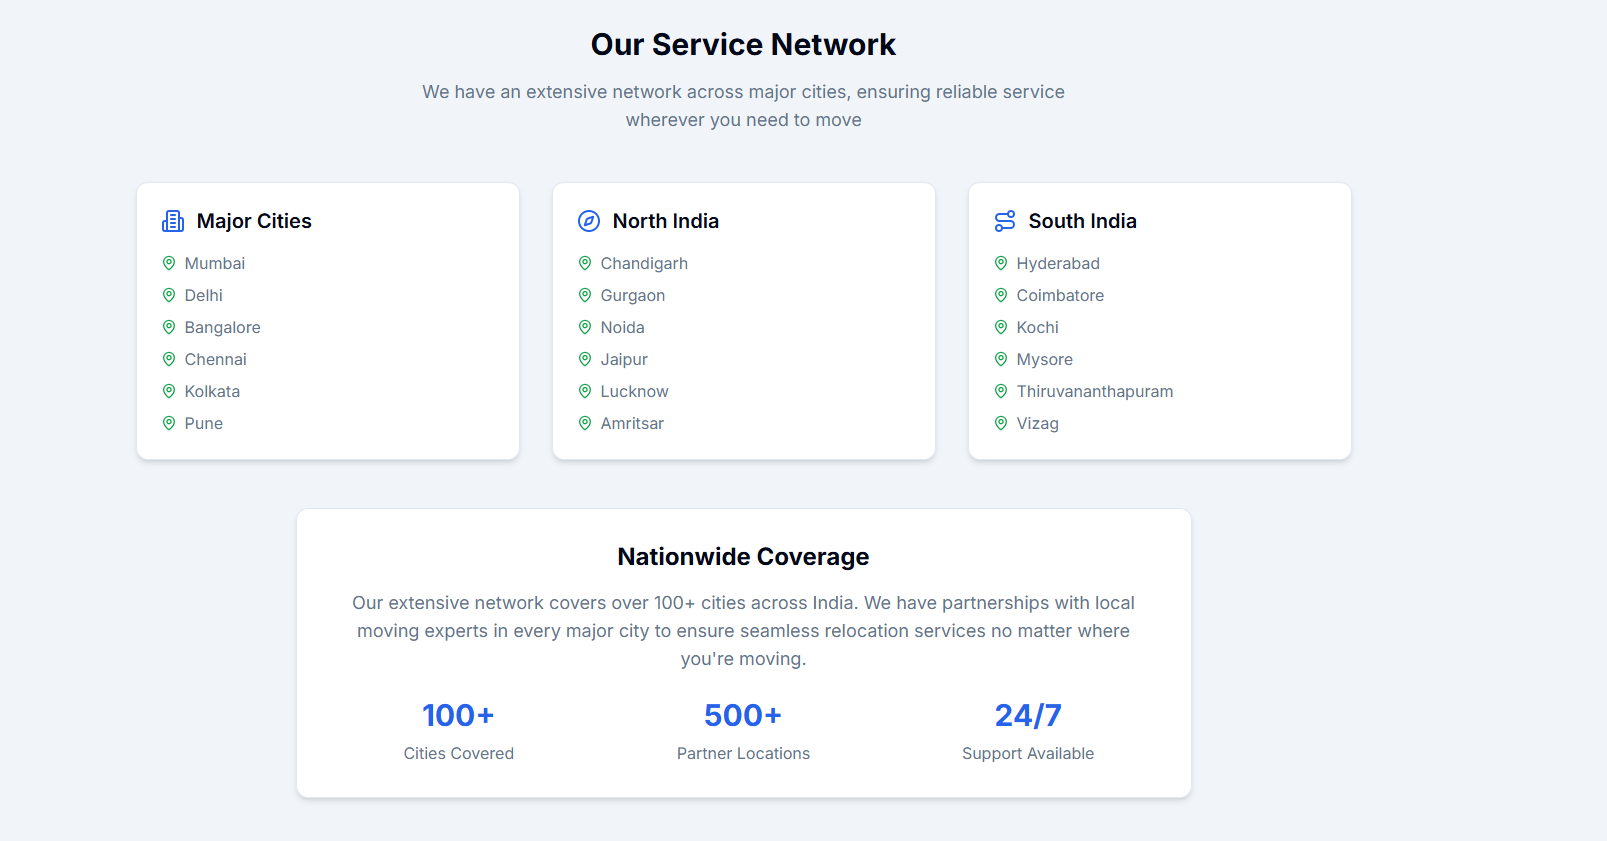 Our Service Network
We have an extensive network across major cities, ensuring reliable service
wherever you need to move
Major Cities
Mumbai
Delhi
Bangalore
Chennai
Kolkata
Pune
North India
Chandigarh
Gurgaon
Noida
Jaipur
Lucknow
Amritsar
South India
Hyderabad
Coimbatore
Kochi
Mysore
Thiruvananthapuram
Vizag
Nationwide Coverage
Our extensive network covers over 100+ cities across India. We have partnerships with local
moving experts in every major city to ensure seamless relocation services no matter where
you're moving.
100+
Cities Covered
500+
Partner Locations
24/7
Support Available